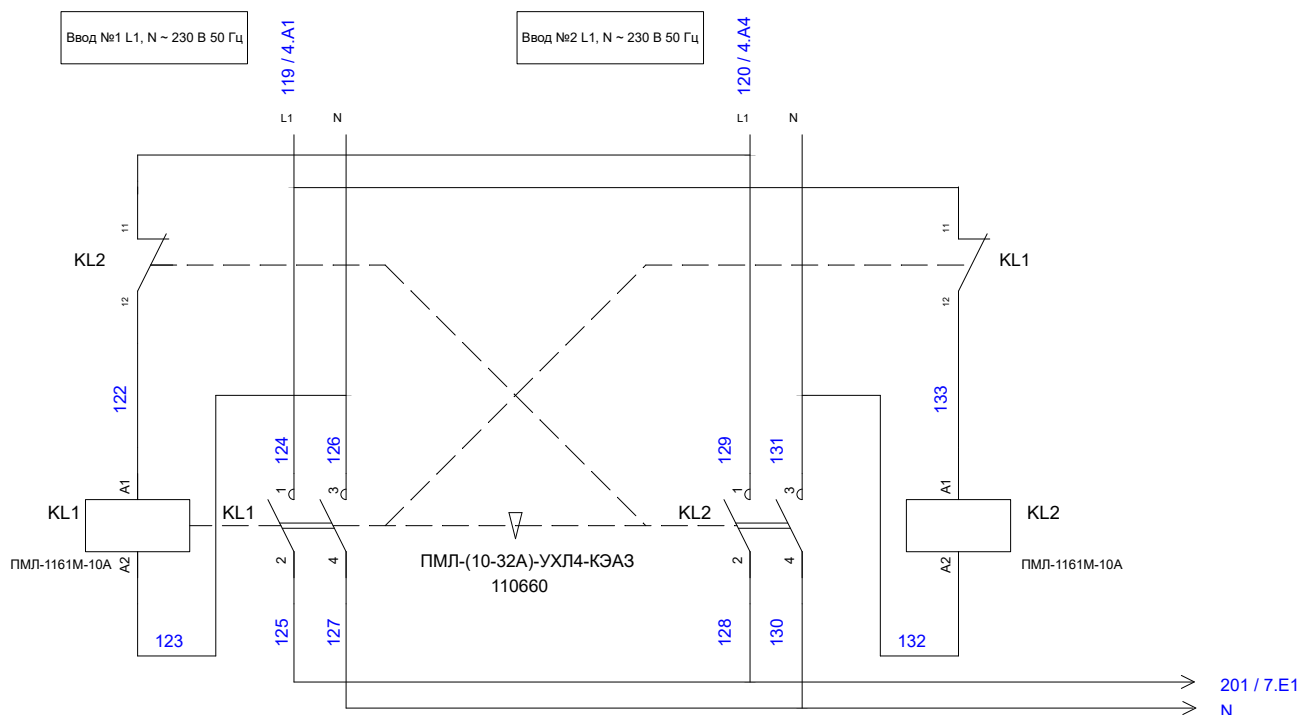 Ввод №1 L1, N ~ 230 В 50 Гц
119 / 4.A1
Ввод №2 L1, N ~ 230 В 50 Гц
120 / 4.A4
L1
N
L1
N
11
KL2
12
11
KL1
12
122
133
124
126
129
131
A1
KL1
A2
ПМЛ-1161М-10А
1
3
KL1
2
4
ПМЛ-(10-32А)-УХЛ4-КЭАЗ
110660
1
3
KL2
2
4
A1
KL2
A2
ПМЛ-1161М-10А
123
125
127
128
130
132
201 / 7.E1
N